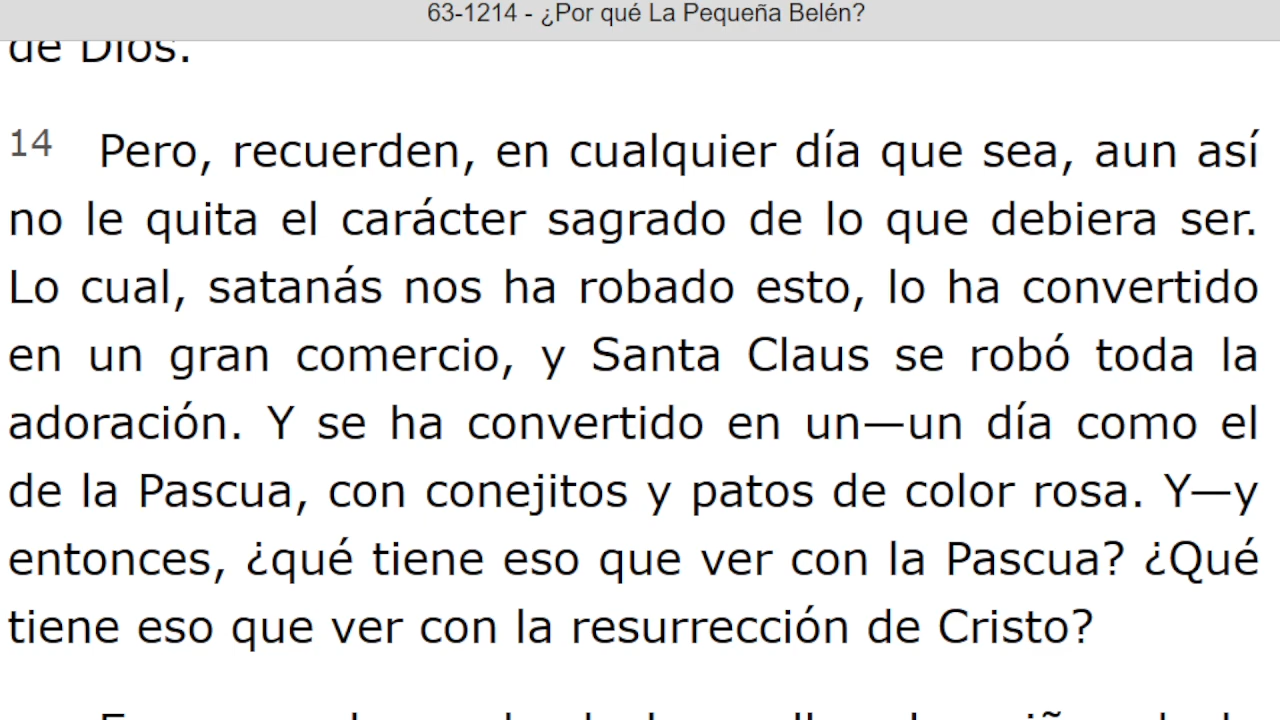 63-1214 - ¿Por qué La Pequeña Belén?
de Dios.
14 Pero, recuerden, en cualquier día que sea, aun así
no le quita el carácter sagrado de lo que debiera ser.
Lo cual, satanás nos ha robado esto, lo ha convertido
en un gran comercio, y Santa Claus se robó toda la
adoración. Y se ha convertido en un—un día como el
de la Pascua, con conejitos y patos de color rosa. Y—y
entonces, ¿qué tiene eso que ver con la Pascua? ¿Qué
tiene eso que ver con la resurrección de Cristo?